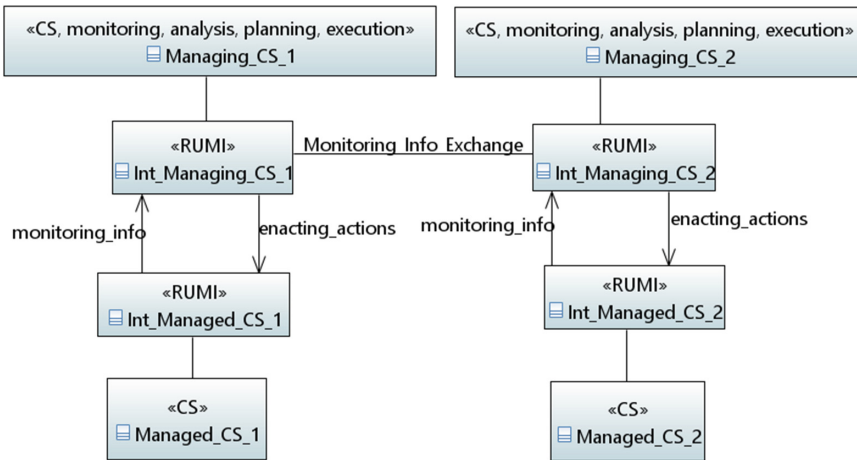 «CS, monitoring, analysis, planning, execution»
Managing_CS_1
«CS, monitoring, analysis, planning, execution»
Managing_CS_2
«RUMI»
Int_Managing_CS_1
Monitoring_Info_Exchange
«RUMI»
Int_Managing_CS_2
monitoring_info
enacting_actions
monitoring_info
enacting_actions
«RUMI»
Int_Managed_CS_1
«RUMI»
Int_Managed_CS_2
«CS»
Managed_CS_1
«CS»
Managed_CS_2